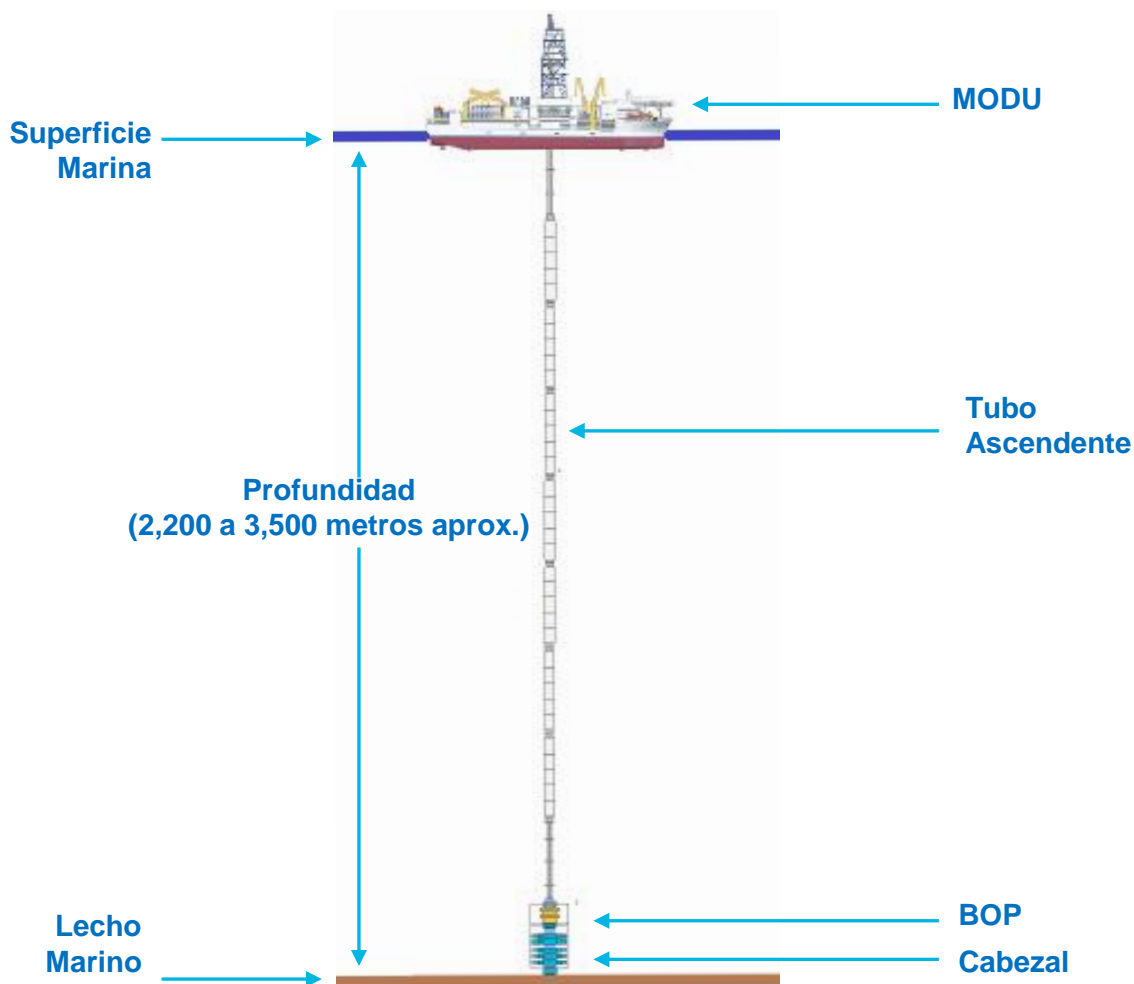 MODU
Superficie
Marina
Tubo
Ascendente
Profundidad
(2,200 a 3,500 metros aprox.)
BOP
Lecho
Marino
Cabezal